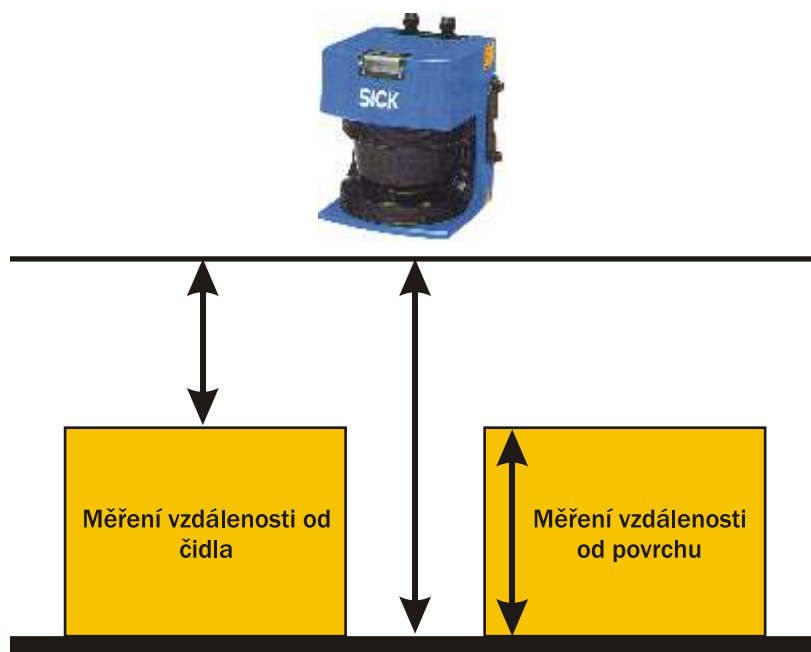 SICK
Měření vzdálenosti od
čidla
Měření vzdálenosti
od povrchu